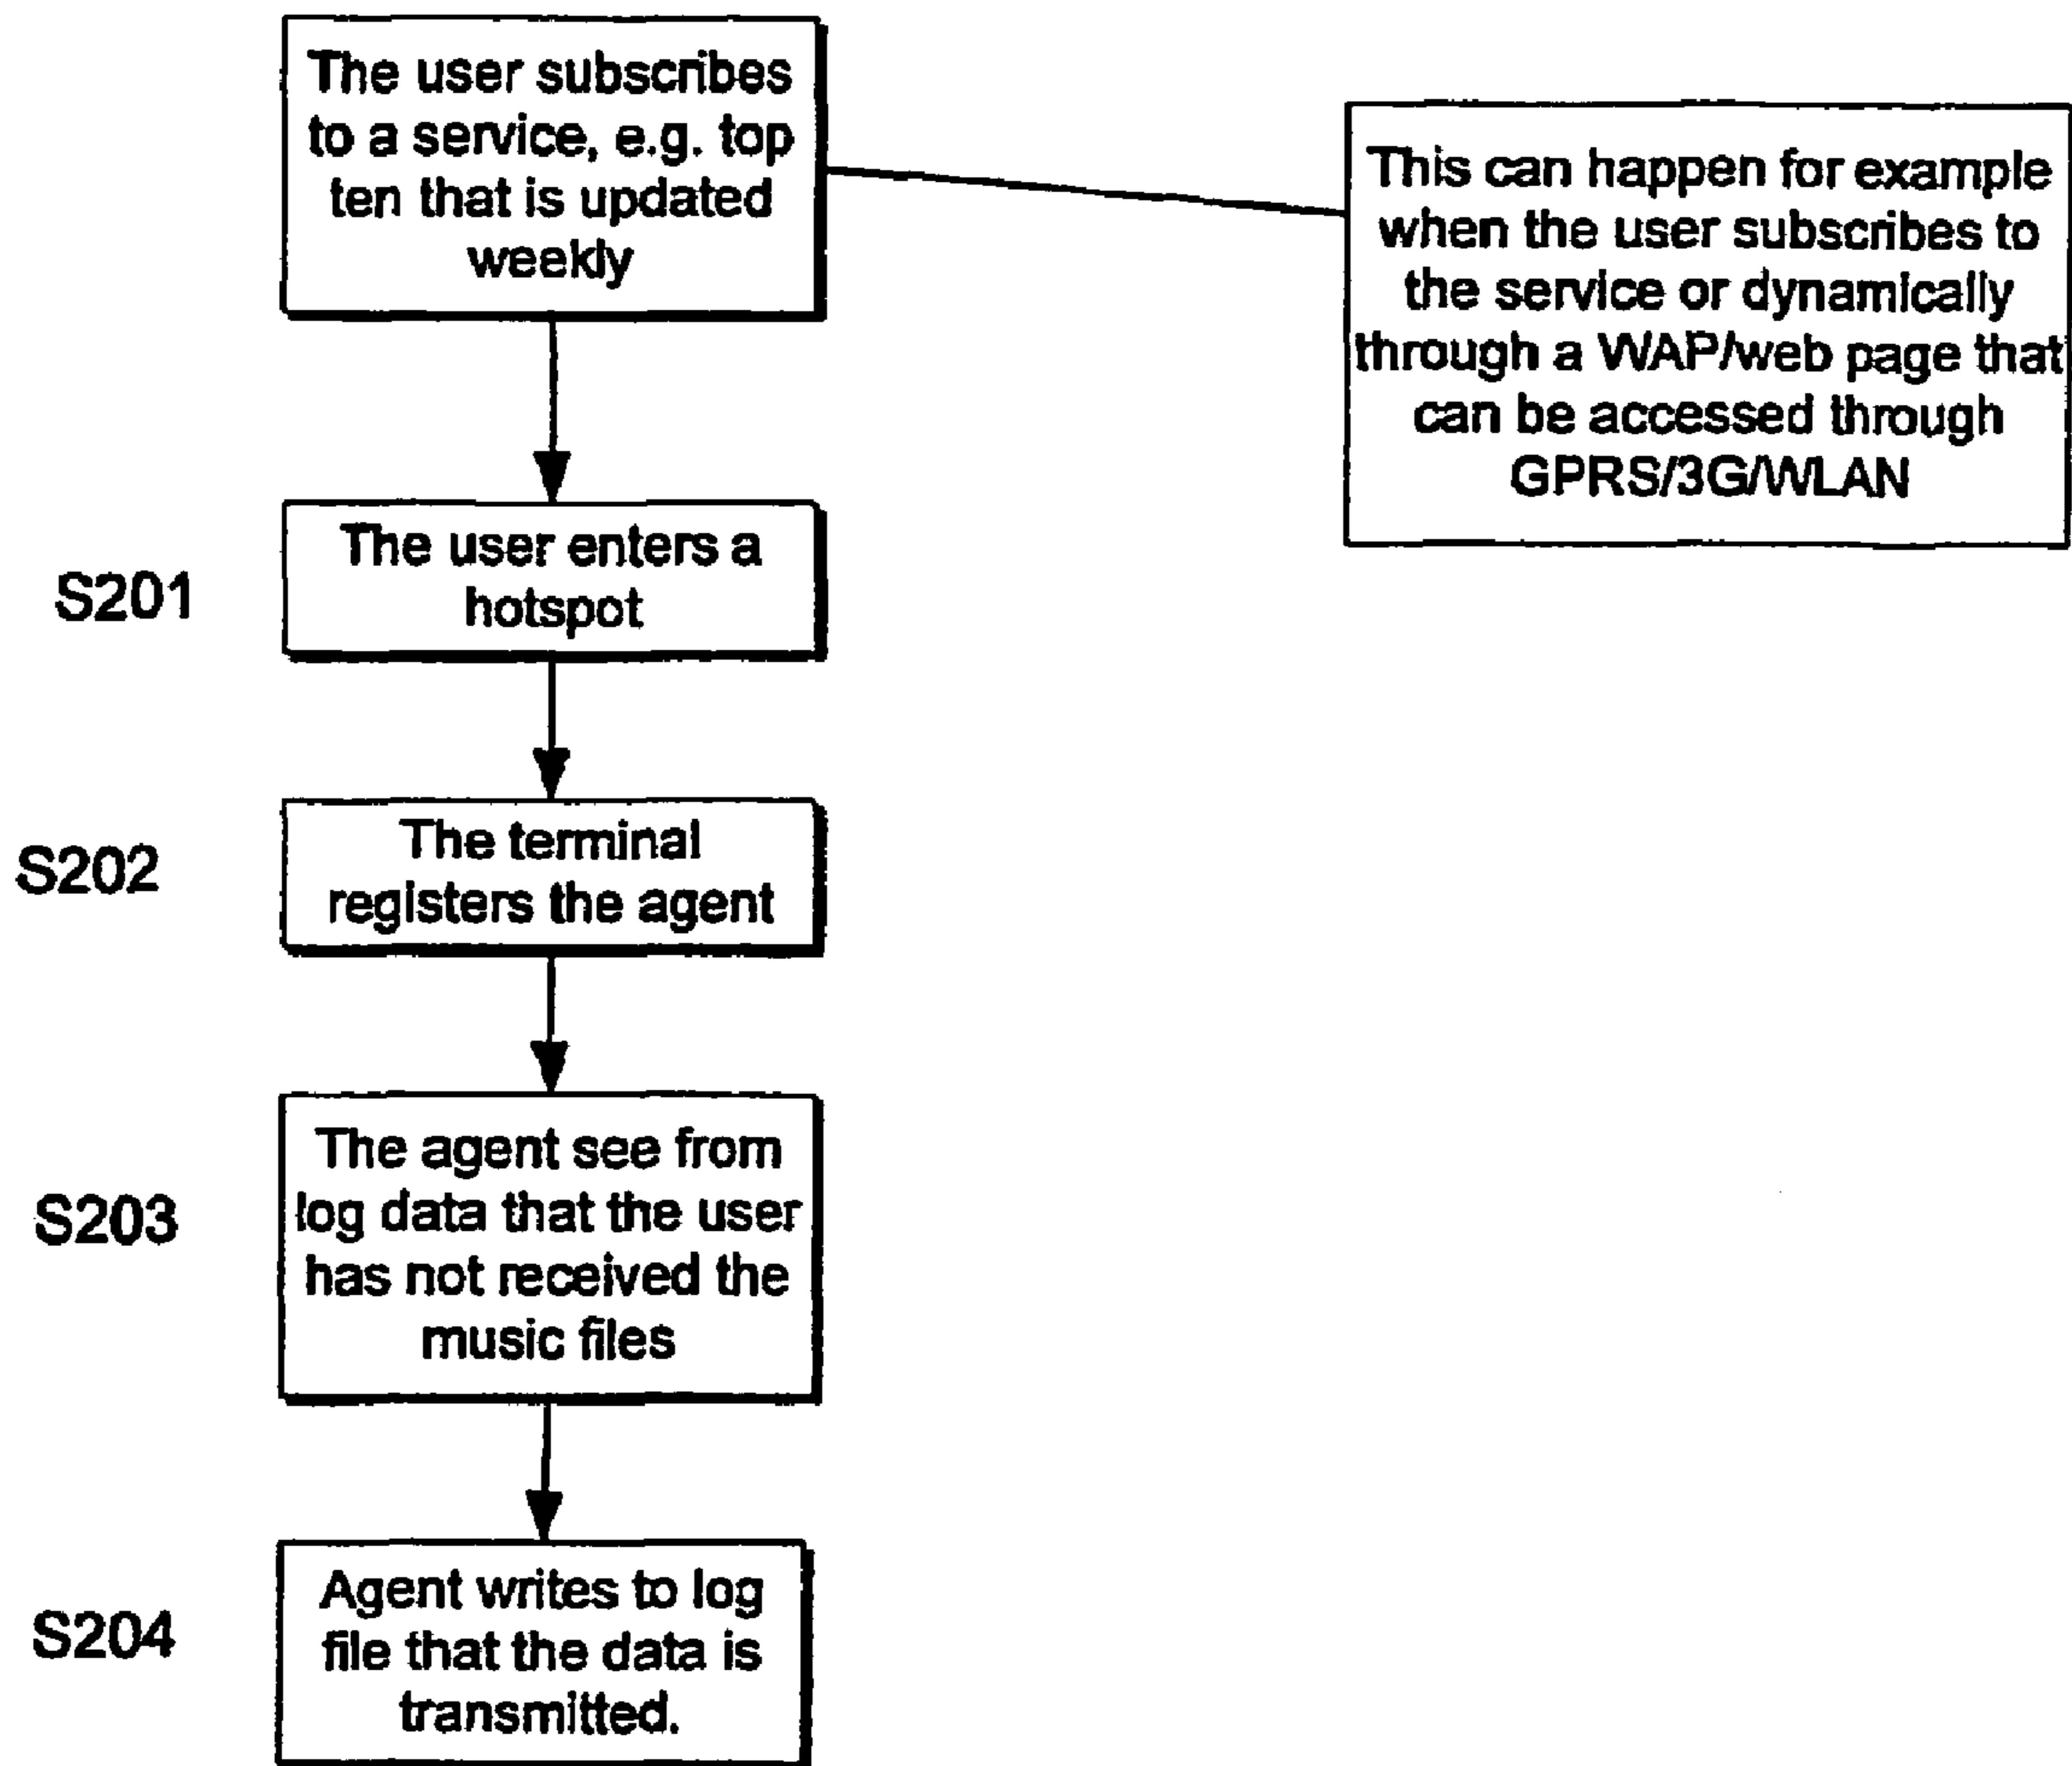 The user subscribes
to a service, e.g. top
ten that is updated
weekly
This can happen for example
when the user subscribes to
the service or dynamically
through a WAP/web page that
can be accessed through
GPRS/3G/WLAN
S201
The user enters a
hotspot
S202
The terminal
registers the agent
S203
The agent see from
log data that the user
has not received the
music files
S204
Agent writes to log
file that the data is
transmitted.